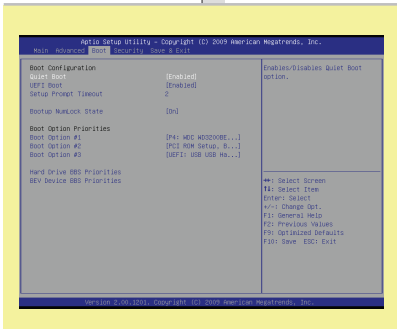 Aptio Setup Utility – Copyright (C) 2009 American Megatrends, Inc.
Main Advanced Boot Security Save & Exit
Boot Configuration
Quiet Boot [Enabled]
UEFI Boot [Enabled]
Setup Prompt Timeout 2
Bootup NumLock State [On]
Boot Option Priorities
Boot Option #1 [P4: WDC WD3200BE...]
Boot Option #2 [PCI ROM Setup, B...]
Boot Option #3 [UEFI: USB USB Ha...]
Hard Drive BBS Priorities
BEV Device BBS Priorities
Enables/Disables Quiet Boot
option.
↔: Select Screen
↑↓: Select Item
Enter: Select
+/-: Change Opt.
F1: General Help
F2: Previous Values
F9: Optimized Defaults
F10: Save ESC: Exit
Version 2.00.1201. Copyright (C) 2009 American Megatrends, Inc.